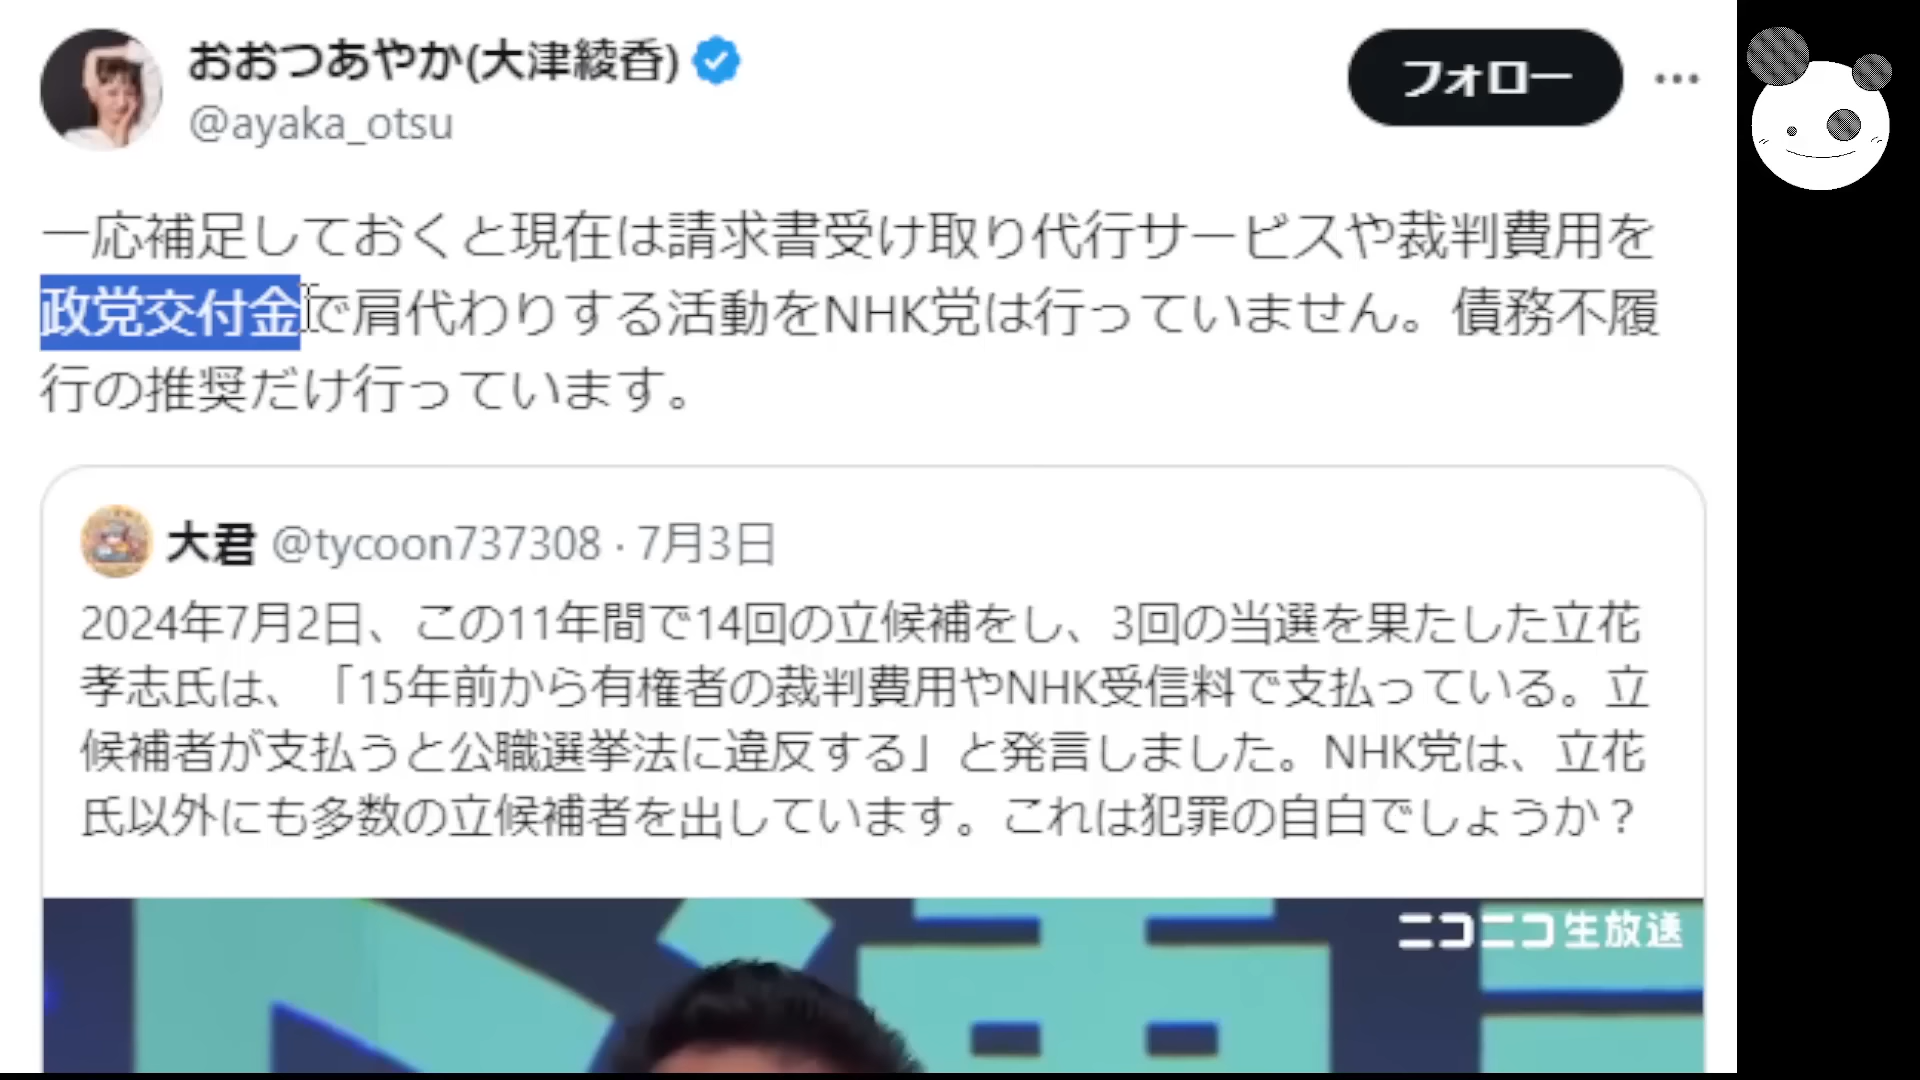 おおつあやか(大津綾香)
@ayaka_otsu
フォロー
一応補足しておくと現在は請求書受け取り代行サービスや裁判費用を
政党交付金で肩代わりする活動をNHK党は行っていません。債務不履
行の推奨だけ行っています。
大君 @tycoon737308 · 7月3日
2024年7月2日、この11年間で14回の立候補をし、3回の当選を果たした立花
孝志氏は、「15年前から有権者の裁判費用やNHK受信料で支払っている。立
候補者が支払うと公職選挙法に違反する」と発言しました。NHK党は、立花
氏以外にも多数の立候補者を出しています。これは犯罪の自白でしょうか？
ニコニコ生放送